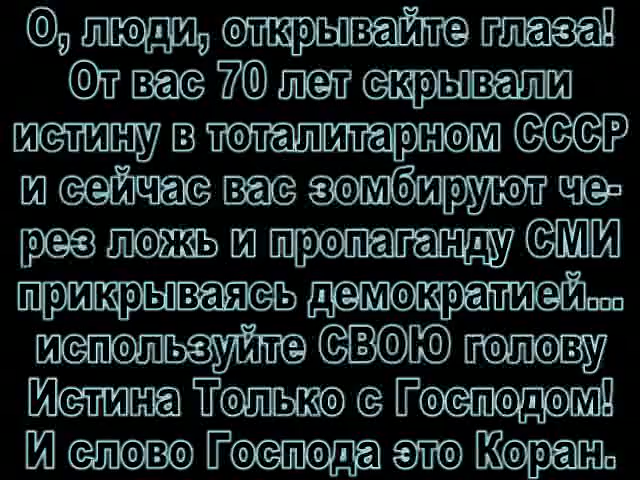 О, люди, открывайте глаза!
От вас 70 лет скрывали
истину в тоталитарном СССР
и сейчас вас зомбируют че-
рез ложь и пропаганду СМИ
прикрываясь демократией...
используйте СВОЮ голову
Истина Только с Господом!
И слово Господа это Коран.